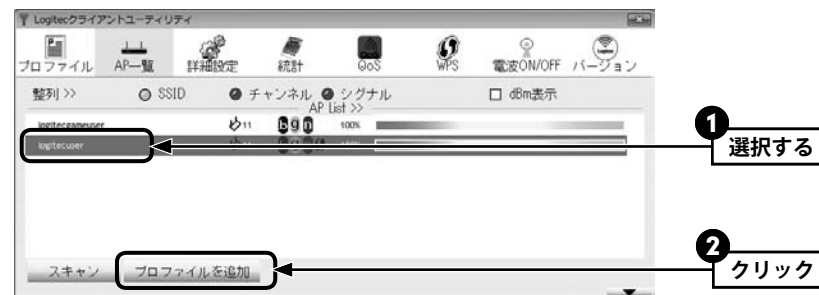 Logitecクライアントユーティリティ
プロファイル AP一覧 詳細設定 統計 QoS WPS 電波ON/OFF バージョン
整列 >> SSID チャンネル シグナル dBm表示
AP List >>
logitecgameuser 11 b g n 100%
logitecuser 11 b g n 100%
1 選択する
スキャン プロファイルを追加
2 クリック